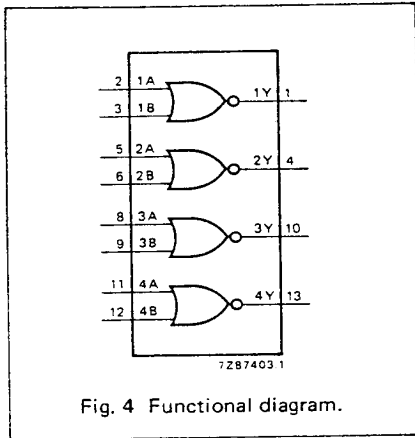 2 1A 1Y 1
3 1B
5 2A 2Y 4
6 2B
8 3A 3Y 10
9 3B
11 4A 4Y 13
12 4B
7Z87403.1
Fig. 4 Functional diagram.